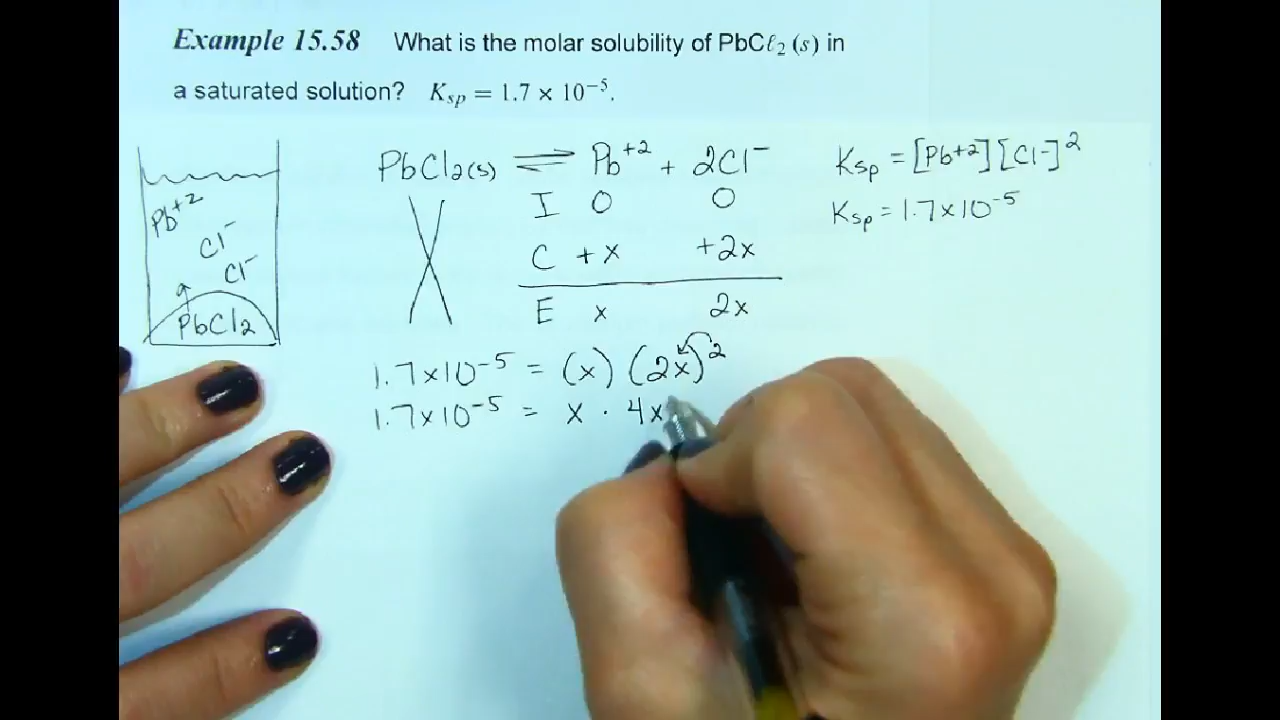 Example 15.58 What is the molar solubility of PbCℓ₂ (s) in
a saturated solution? Ksp = 1.7 × 10⁻⁵.
PbCl₂(s) ⇌ Pb⁺² + 2Cl⁻
I 0 0
C +x +2x
E x 2x
Ksp = [Pb⁺²][Cl⁻]²
Ksp = 1.7×10⁻⁵
Pb⁺²
Cl⁻
Cl⁻
PbCl₂
1.7×10⁻⁵ = (x) (2x)²
1.7×10⁻⁵ = x · 4x